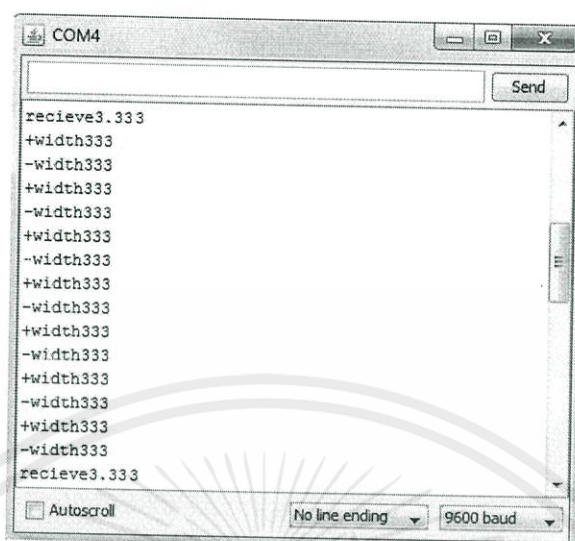 COM4
Send
recieve3.333
+width333
-width333
+width333
-width333
+width333
-width333
+width333
-width333
+width333
-width333
+width333
-width333
+width333
-width333
recieve3.333
Autoscroll
No line ending
9600 baud